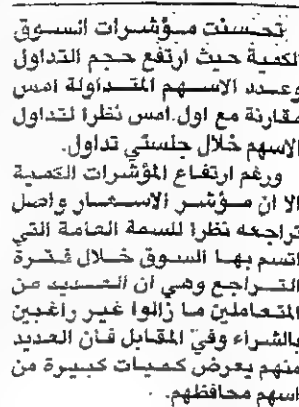 تحسنت مؤشرات السوق
الكمية حيث ارتفع حجم التداول
وعدد الاسهم المتداولة امس
مقارنة مع اول امس نظرا لتداول
الاسهم خلال جلستي تداول.
ورغم ارتفاع المؤشرات الكمية
الا ان مؤشر الاسعار واصل
تراجعه نظرا للسمة العامة التي
اتسم بها السوق خلال فترة
التراجع وهي ان العديد من
المتعاملين ما زالوا غير راغبين
بالشراء وفي المقابل فان العديد
منهم يعرض كميات كبيرة من
اسهم محافظهم.